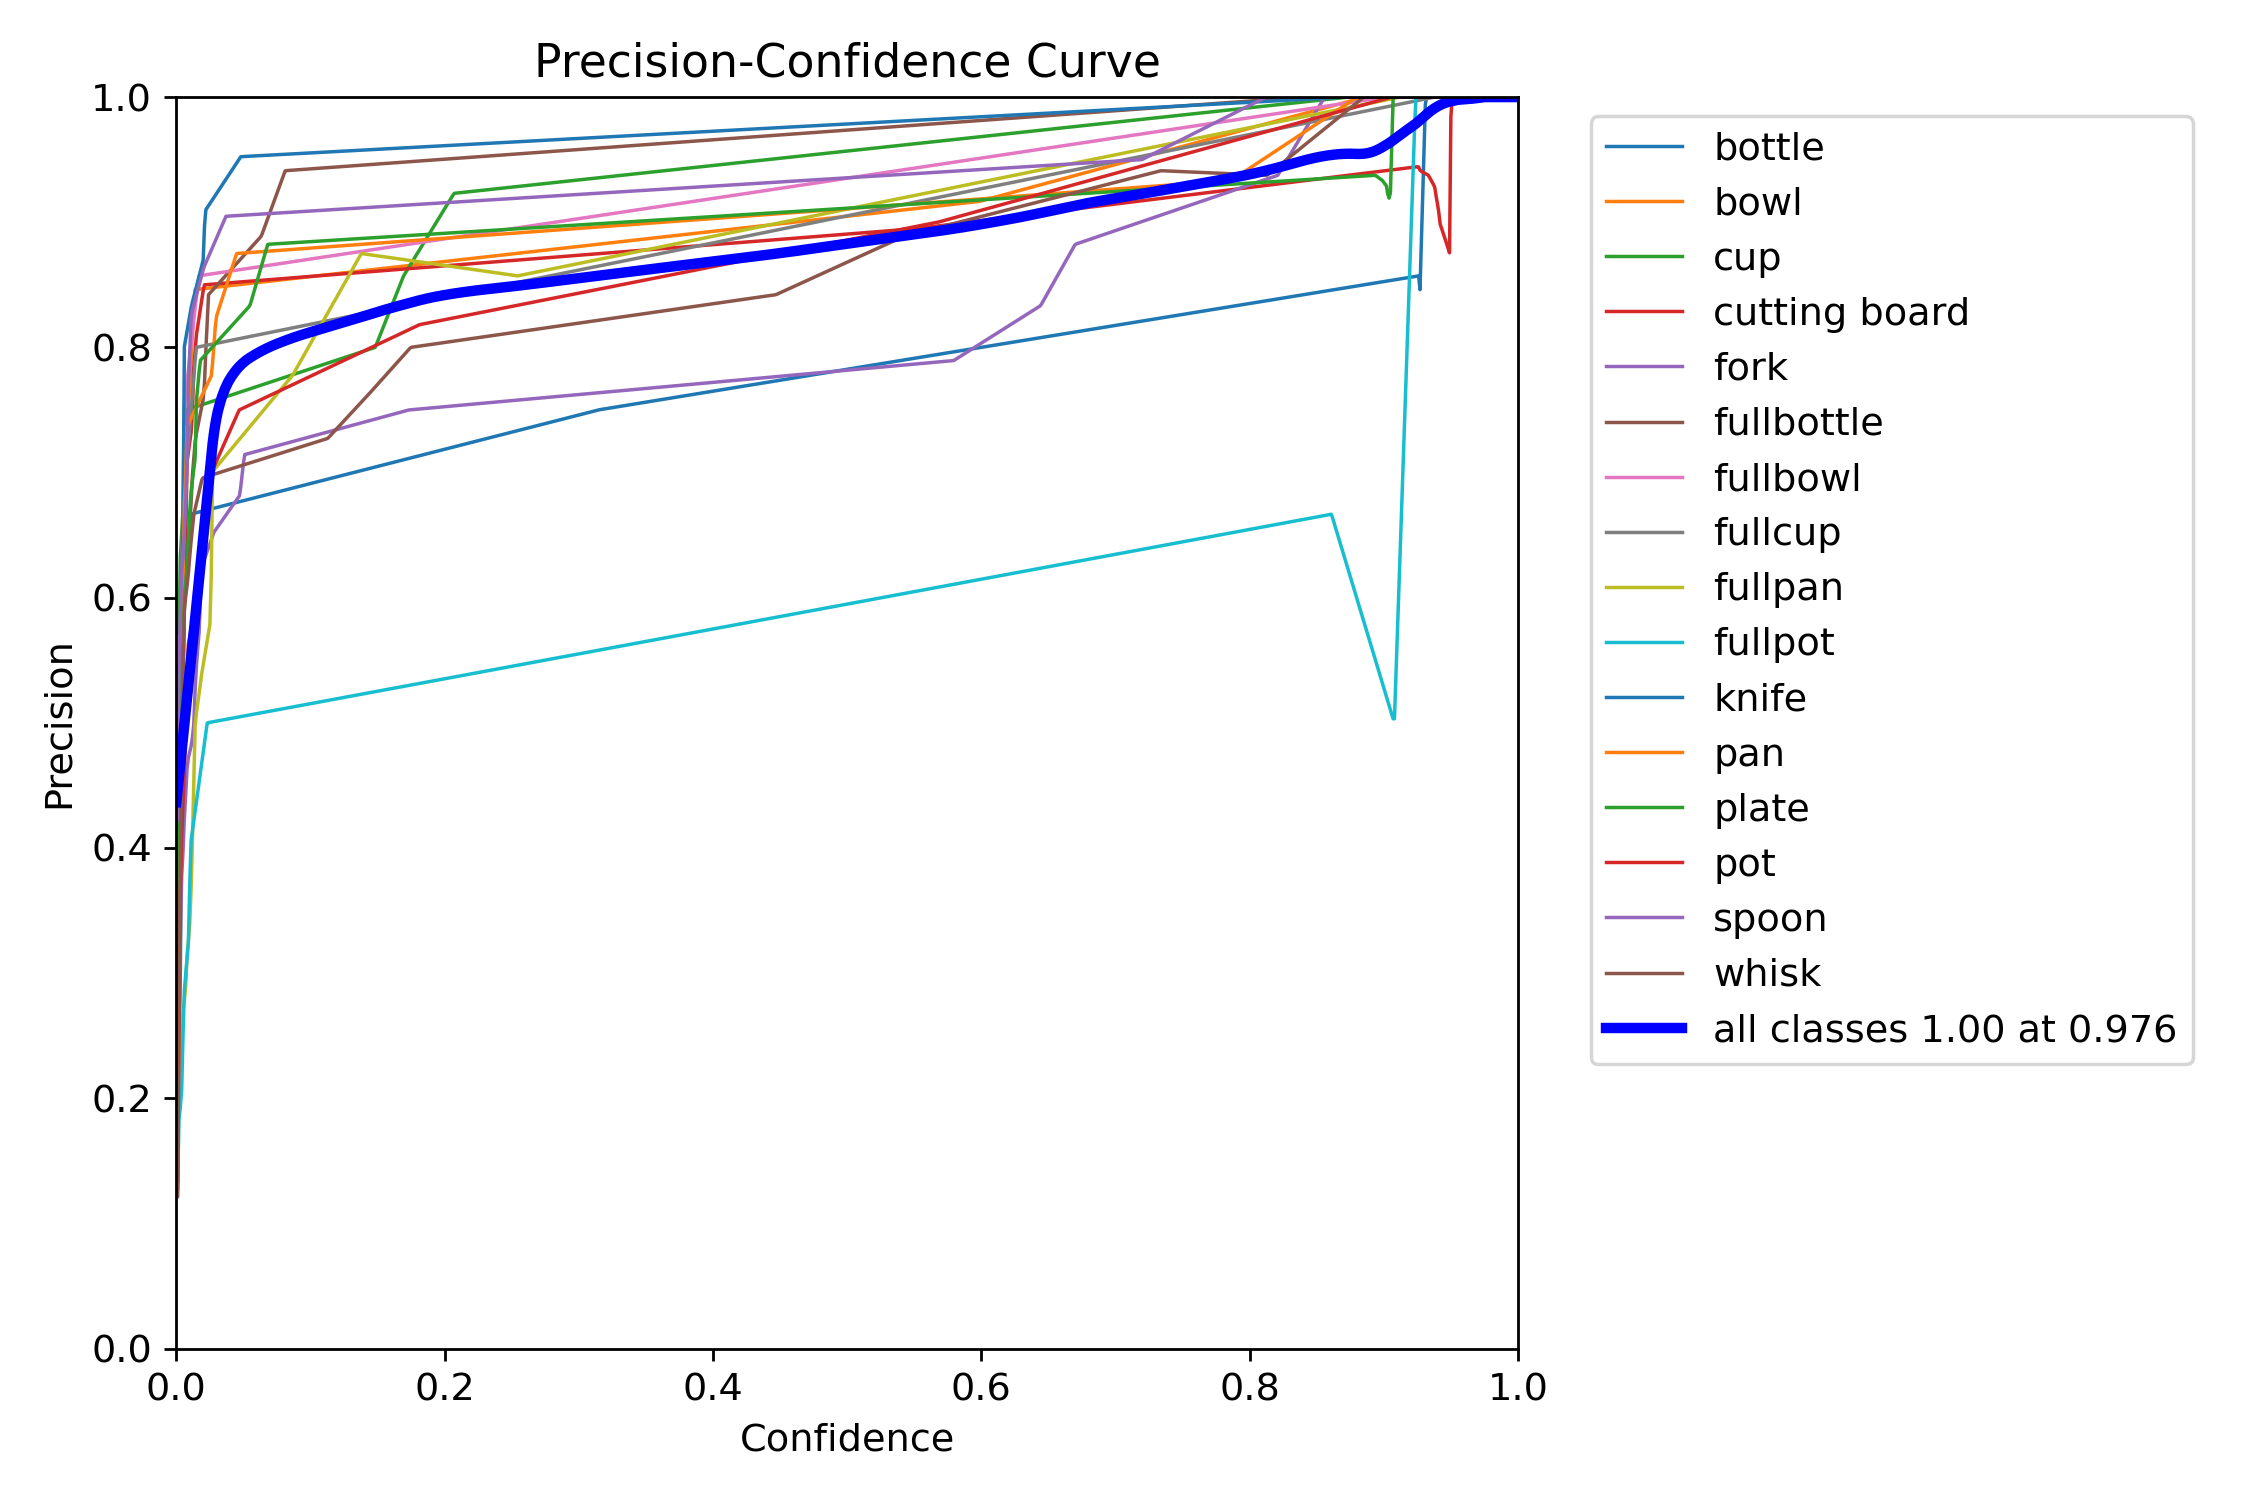 Precision-Confidence Curve
1.0
0.8
0.6
0.4
0.2
0.0
Precision
0.0 0.2 0.4 0.6 0.8 1.0
Confidence
bottle
bowl
cup
cutting board
fork
fullbottle
fullbowl
fullcup
fullpan
fullpot
knife
pan
plate
pot
spoon
whisk
all classes 1.00 at 0.976